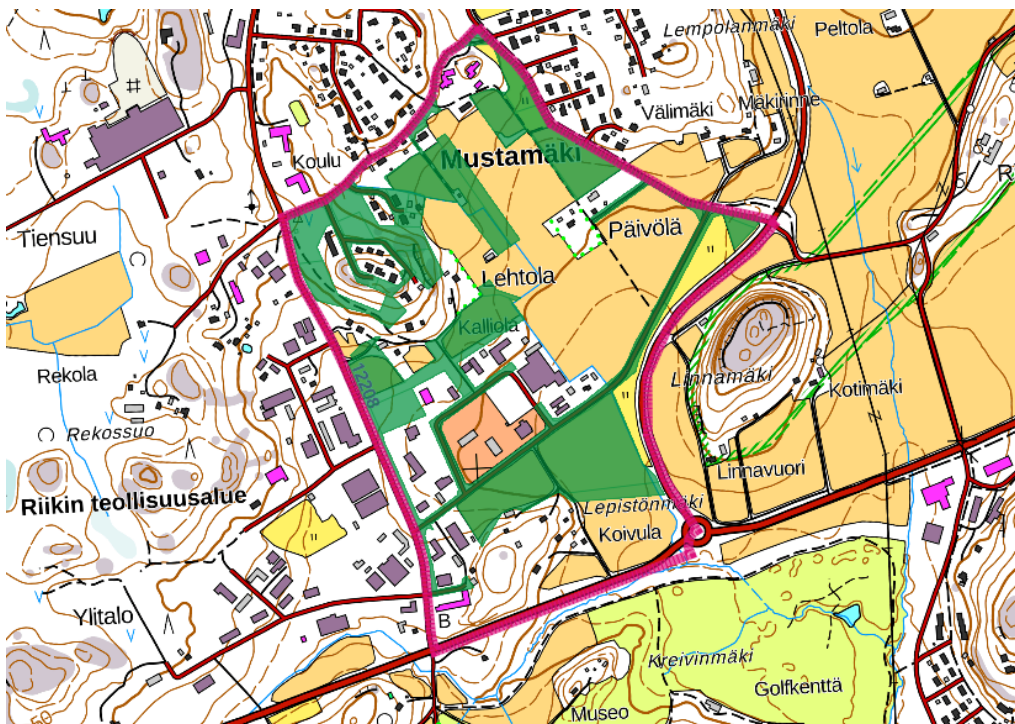 Lempolanmäki
Peltola
Välimäki
Mäkirinne
Koulu
Mustamäki
Tiensuu
Päivölä
Lehtola
Kalliola
12208
Rekola
Linnamäki
Kotimäki
Rekossuo
Linnavuori
Riikin teollisuusalue
Lepistönmäki
Koivula
Ylitalo
B
Kreivinmäki
Golfkenttä
Museo
50